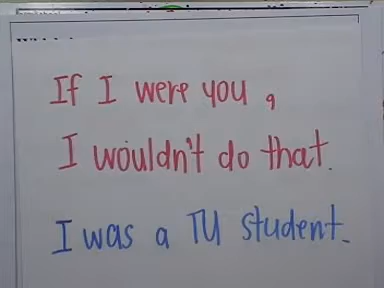 If I were you,
I wouldn't do that.
I was a TU student.